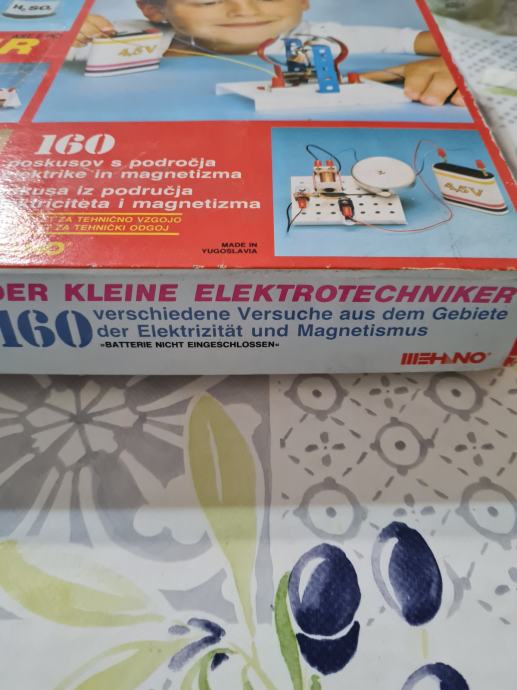 H₂SO₄
4,5V
R
160
poskusov s področja
elektrike in magnetizma
pokusa iz područja
elektriciteta i magnetizma
ZA TEHNIČNO VZGOJO
ZA TEHNIČKI ODGOJ
MADE IN
YUGOSLAVIA
4,5V
DER KLEINE ELEKTROTECHNIKER
160 verschiedene Versuche aus dem Gebiete
der Elektrizität und Magnetismus
»BATTERIE NICHT EINGESCHLOSSEN«
MEHANO®